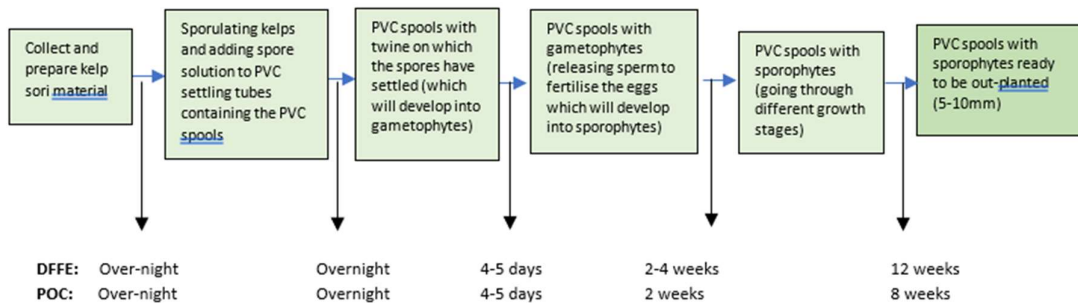 Collect and
prepare kelp
sori material
Sporulating kelps
and adding spore
solution to PVC
settling tubes
containing the PVC
spools
PVC spools with
twine on which
the spores have
settled (which
will develop into
gametophytes)
PVC spools with
gametophytes
(releasing sperm to
fertilise the eggs
which will develop
into sporophytes)
PVC spools with
sporophytes
(going through
different growth
stages)
PVC spools with
sporophytes ready
to be out-planted
(5-10mm)
DFFE: Over-night Overnight 4-5 days 2-4 weeks 12 weeks
POC: Over-night Overnight 4-5 days 2 weeks 8 weeks